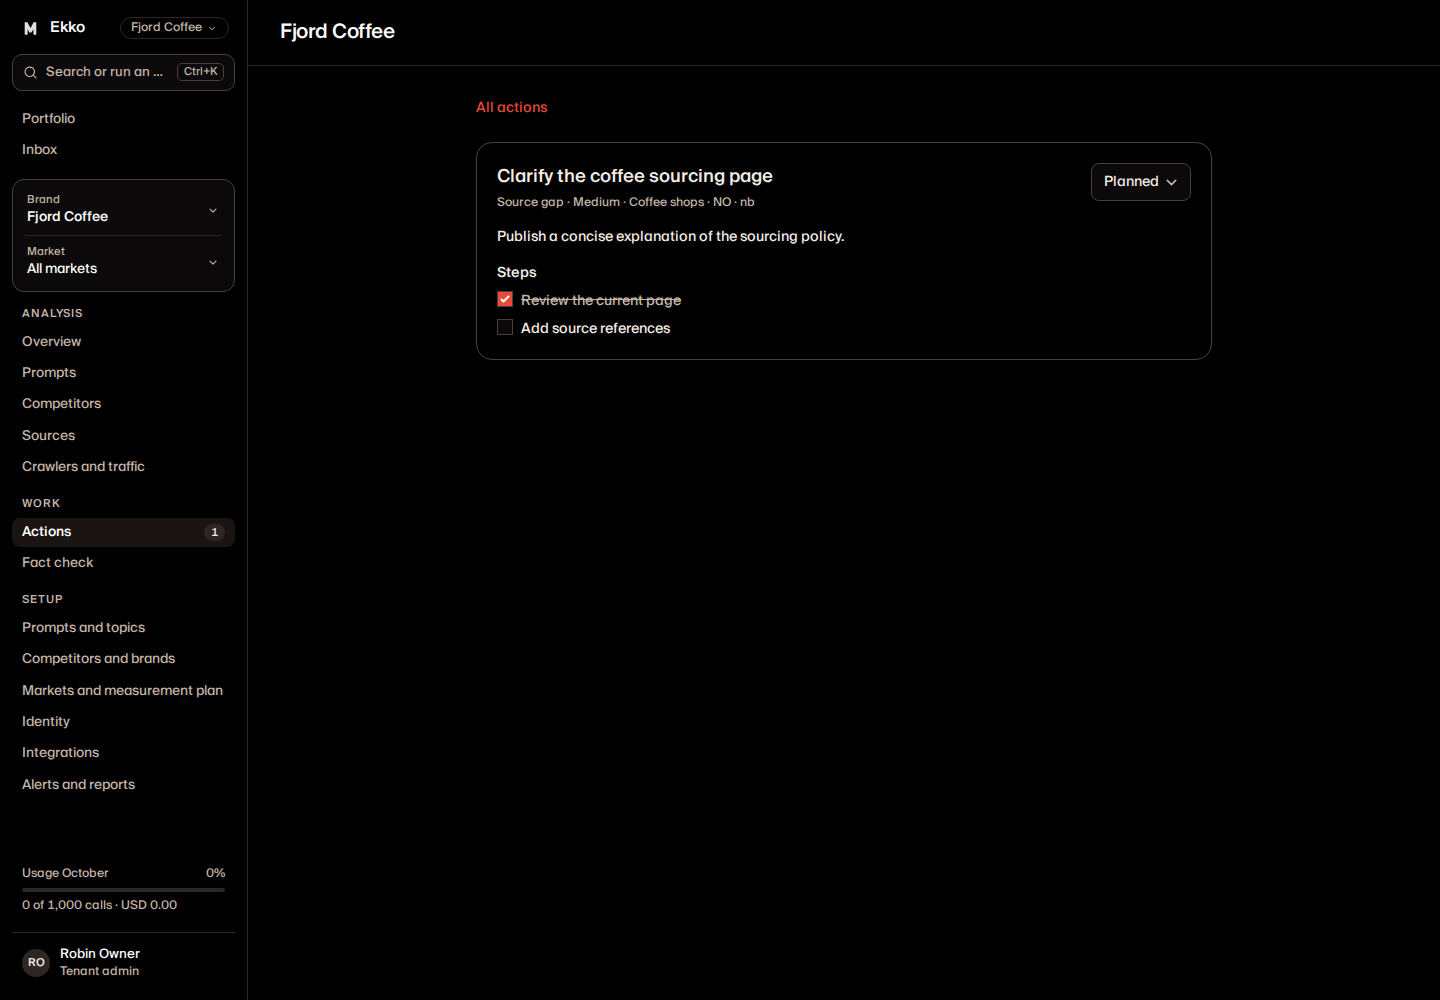 Ekko
Fjord Coffee
Search or run an ...
Ctrl+K
Portfolio
Inbox
Brand
Fjord Coffee
Market
All markets
ANALYSIS
Overview
Prompts
Competitors
Sources
Crawlers and traffic
WORK
Actions 1
Fact check
SETUP
Prompts and topics
Competitors and brands
Markets and measurement plan
Identity
Integrations
Alerts and reports
Usage October 0%
0 of 1,000 calls · USD 0.00
RO
Robin Owner
Tenant admin
Fjord Coffee
All actions
Clarify the coffee sourcing page
Planned
Source gap · Medium · Coffee shops · NO · nb
Publish a concise explanation of the sourcing policy.
Steps
Review the current page
Add source references